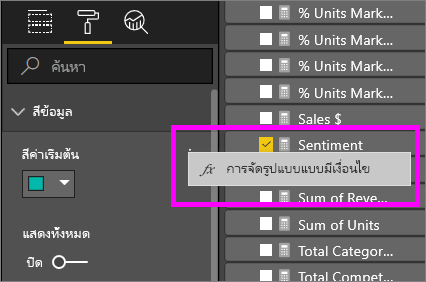 ค้นหา
สีข้อมูล
สีค่าเริ่มต้น
แสดงทั้งหมด
ปิด
% Units Mark...
% Units Mark...
% Units Mark...
% Units Mark...
Sales $
Sentiment
fx การจัดรูปแบบแบบมีเงื่อนไข
Sum of Reve...
Sum of Units
Total Categor...
Total Compet...